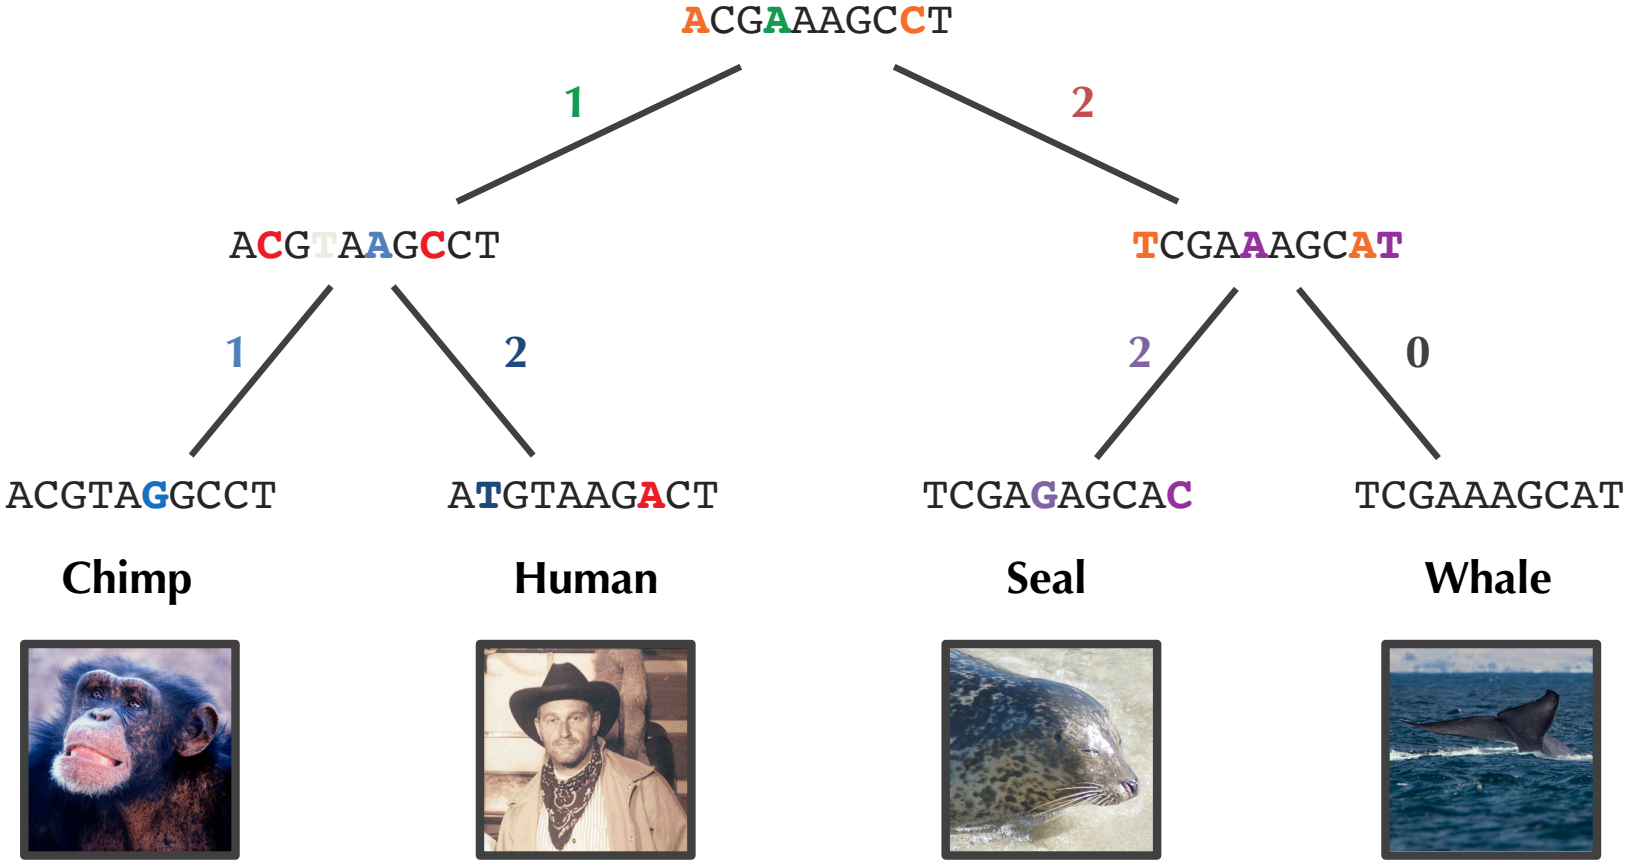 ACGAAAGCCT
1 2
ACGTAAGCCT TCGAAAGCAT
1 2 2 0
ACGTAGGCCT ATGTAAGACT TCGAGAGCAC TCGAAAGCAT
Chimp Human Seal Whale